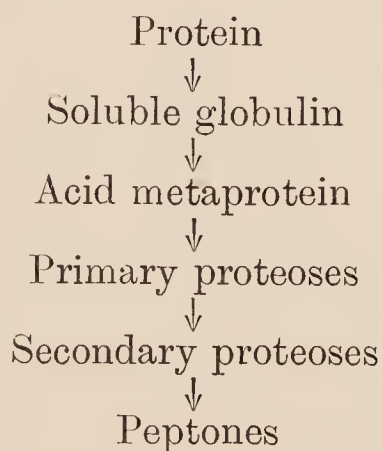 Protein
↓
Soluble globulin
↓
Acid metaprotein
↓
Primary proteoses
↓
Secondary proteoses
↓
Peptones